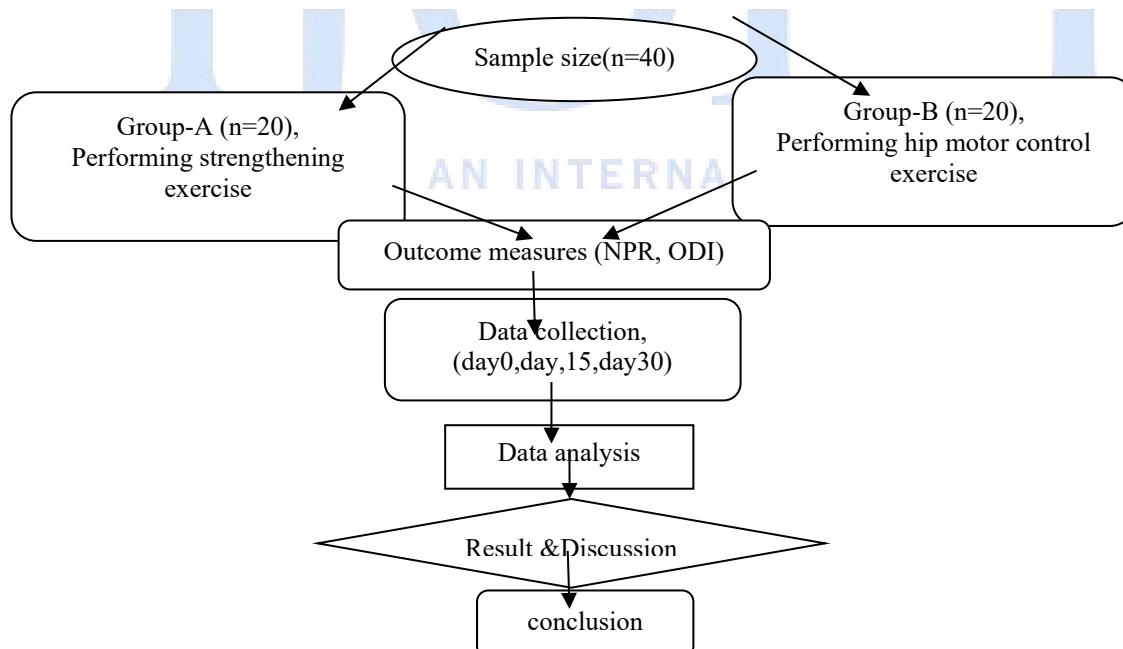 Sample size(n=40)
Group-A (n=20),
Performing strengthening
exercise
Group-B (n=20),
Performing hip motor control
exercise
AN INTERNA
Outcome measures (NPR, ODI)
Data collection,
(day0,day,15,day30)
Data analysis
Result &Discussion
conclusion